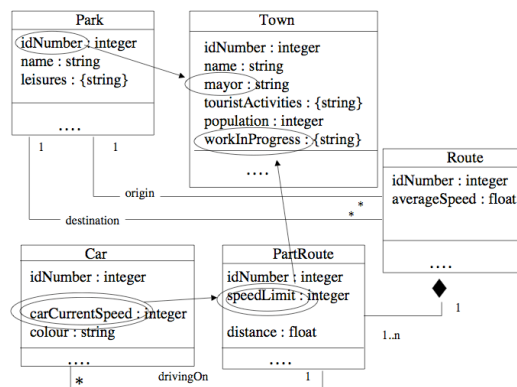 Park
idNumber : integer
name : string
leisures : {string}
....
1
1
Town
idNumber : integer
name : string
mayor : string
touristActivities : {string}
population : integer
workInProgress : {string}
....
origin
*
destination
*
Route
idNumber : integer
averageSpeed : float
....
1
1..n
Car
idNumber : integer
carCurrentSpeed : integer
colour : string
....
*
drivingOn
1
PartRoute
idNumber : integer
speedLimit : integer
distance : float
....